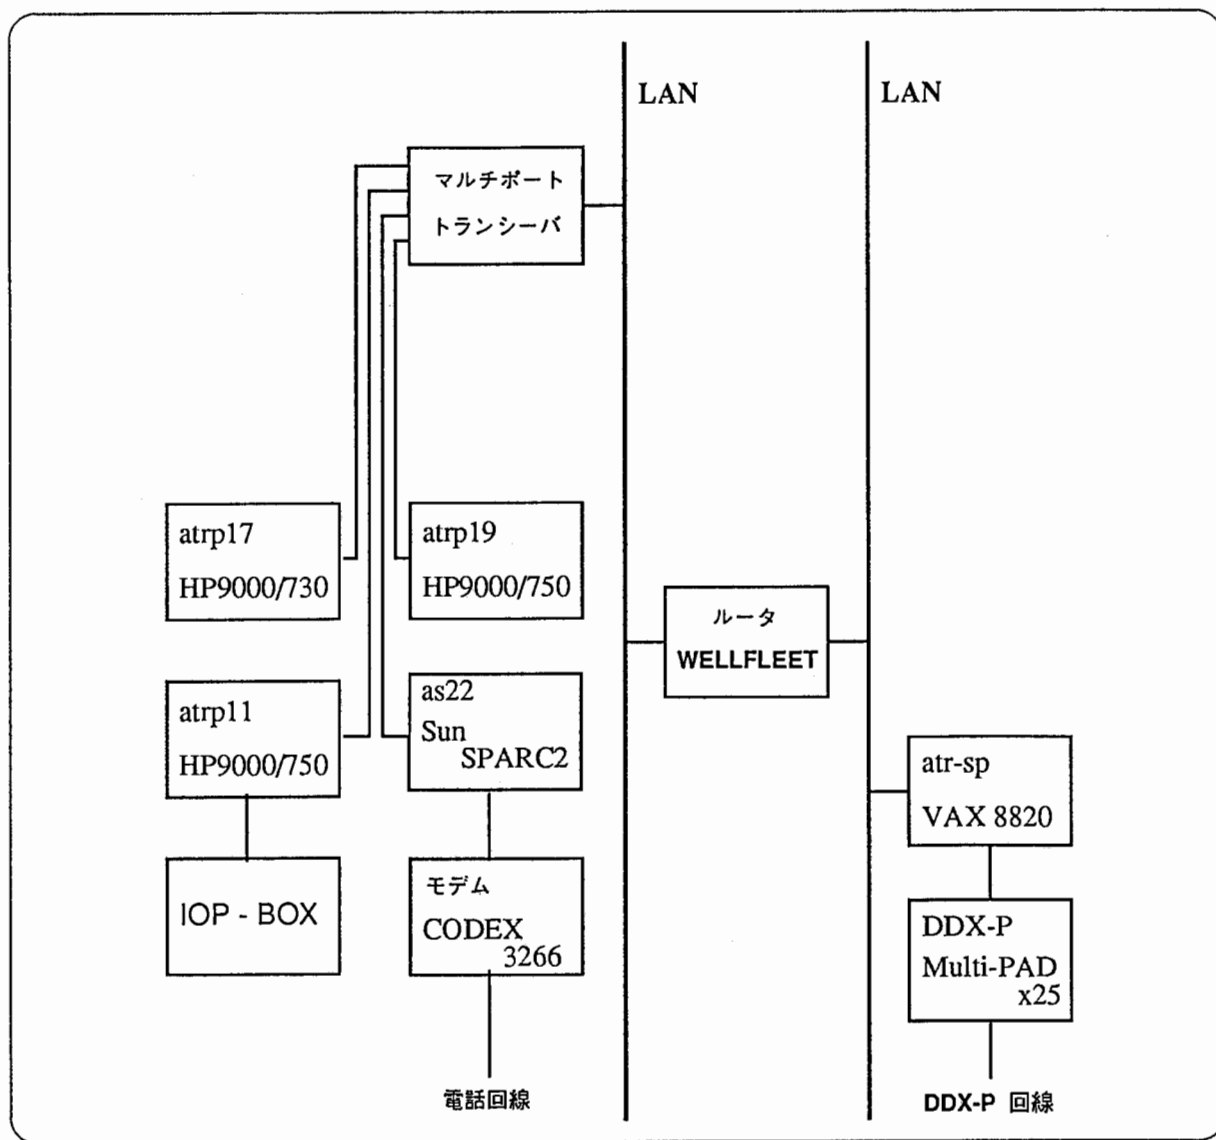 LAN
LAN
マルチポート
トランシーバ
atrp17
HP9000/730
atrp19
HP9000/750
ルータ
WELLFLEET
atrp11
HP9000/750
as22
Sun
SPARC2
atr-sp
VAX 8820
IOP - BOX
モデム
CODEX
3266
DDX-P
Multi-PAD
x25
電話回線
DDX-P 回線